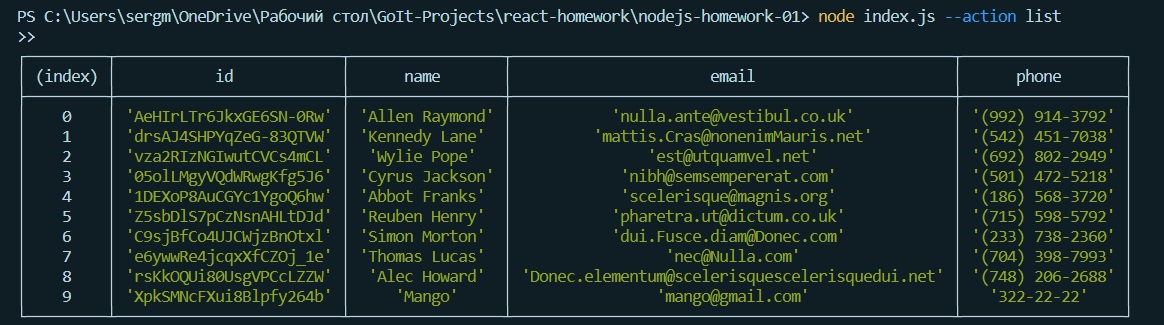 PS C:\Users\sergm\OneDrive\Рабочий стол\GoIt-Projects\react-homework\nodejs-homework-01> node index.js --action list
>>
(index) id name email phone
0 'AeHIrLTr6JkxGE6SN-0Rw' 'Allen Raymond' 'nulla.ante@vestibul.co.uk' '(992) 914-3792'
1 'drsAJ4SHPYqZeG-83QTVW' 'Kennedy Lane' 'mattis.Cras@nonenimMauris.net' '(542) 451-7038'
2 'vza2RIzNGIwutCVCs4mCL' 'Wylie Pope' 'est@utquamvel.net' '(692) 802-2949'
3 '05olLMgyVQdWRwgKfg5J6' 'Cyrus Jackson' 'nibh@semsempererat.com' '(501) 472-5218'
4 '1DEXoP8AuCGYc1YgoQ6hw' 'Abbot Franks' 'scelerisque@magnis.org' '(186) 568-3720'
5 'Z5sbDlS7pCzNsnAHLtDJd' 'Reuben Henry' 'pharetra.ut@dictum.co.uk' '(715) 598-5792'
6 'C9sjBfCo4UJCWjzBnOtxl' 'Simon Morton' 'dui.Fusce.diam@Donec.com' '(233) 738-2360'
7 'e6ywwRe4jcqxXfCZOj_1e' 'Thomas Lucas' 'nec@Nulla.com' '(704) 398-7993'
8 'rsKkOQUi80UsgVPCcLZZW' 'Alec Howard' 'Donec.elementum@scelerisquescelerisquedui.net' '(748) 206-2688'
9 'XpkSMNcFXui8Blpfy264b' 'Mango' 'mango@gmail.com' '322-22-22'